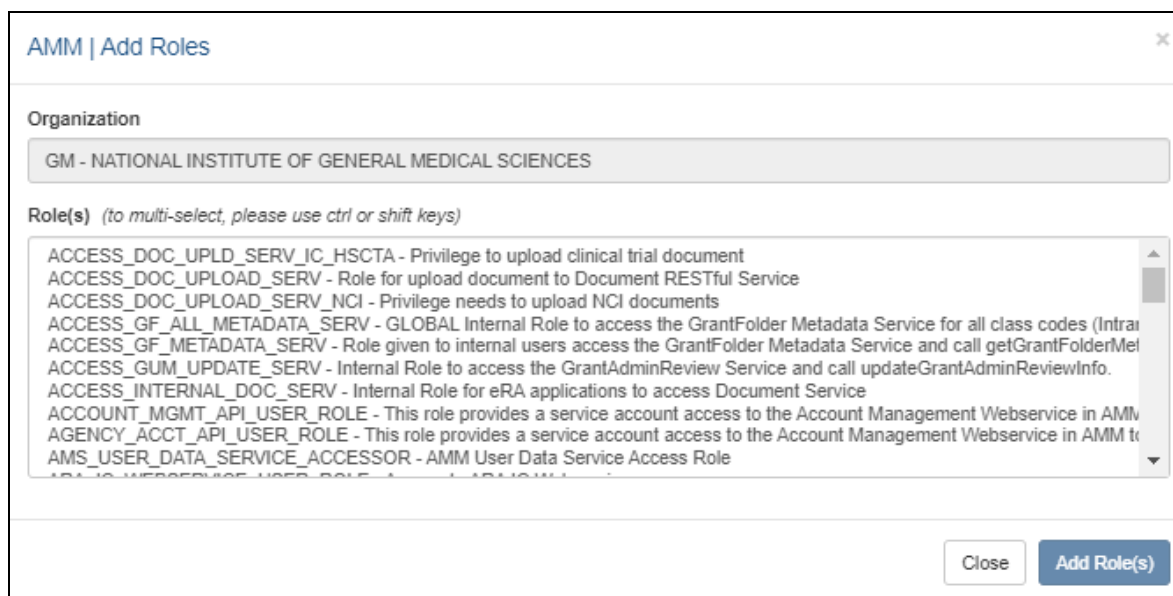 AMM | Add Roles
×
Organization
GM - NATIONAL INSTITUTE OF GENERAL MEDICAL SCIENCES
Role(s) (to multi-select, please use ctrl or shift keys)
ACCESS_DOC_UPLD_SERV_IC_HSCTA - Privilege to upload clinical trial document
ACCESS_DOC_UPLOAD_SERV - Role for upload document to Document RESTful Service
ACCESS_DOC_UPLOAD_SERV_NCI - Privilege needs to upload NCI documents
ACCESS_GF_ALL_METADATA_SERV - GLOBAL Internal Role to access the GrantFolder Metadata Service for all class codes (Intrar
ACCESS_GF_METADATA_SERV - Role given to internal users access the GrantFolder Metadata Service and call getGrantFolderMet
ACCESS_GUM_UPDATE_SERV - Internal Role to access the GrantAdminReview Service and call updateGrantAdminReviewInfo.
ACCESS_INTERNAL_DOC_SERV - Internal Role for eRA applications to access Document Service
ACCOUNT_MGMT_API_USER_ROLE - This role provides a service account access to the Account Management Webservice in AMM
AGENCY_ACCT_API_USER_ROLE - This role provides a service account access to the Account Management Webservice in AMM to
AMS_USER_DATA_SERVICE_ACCESSOR - AMM User Data Service Access Role
Close
Add Role(s)